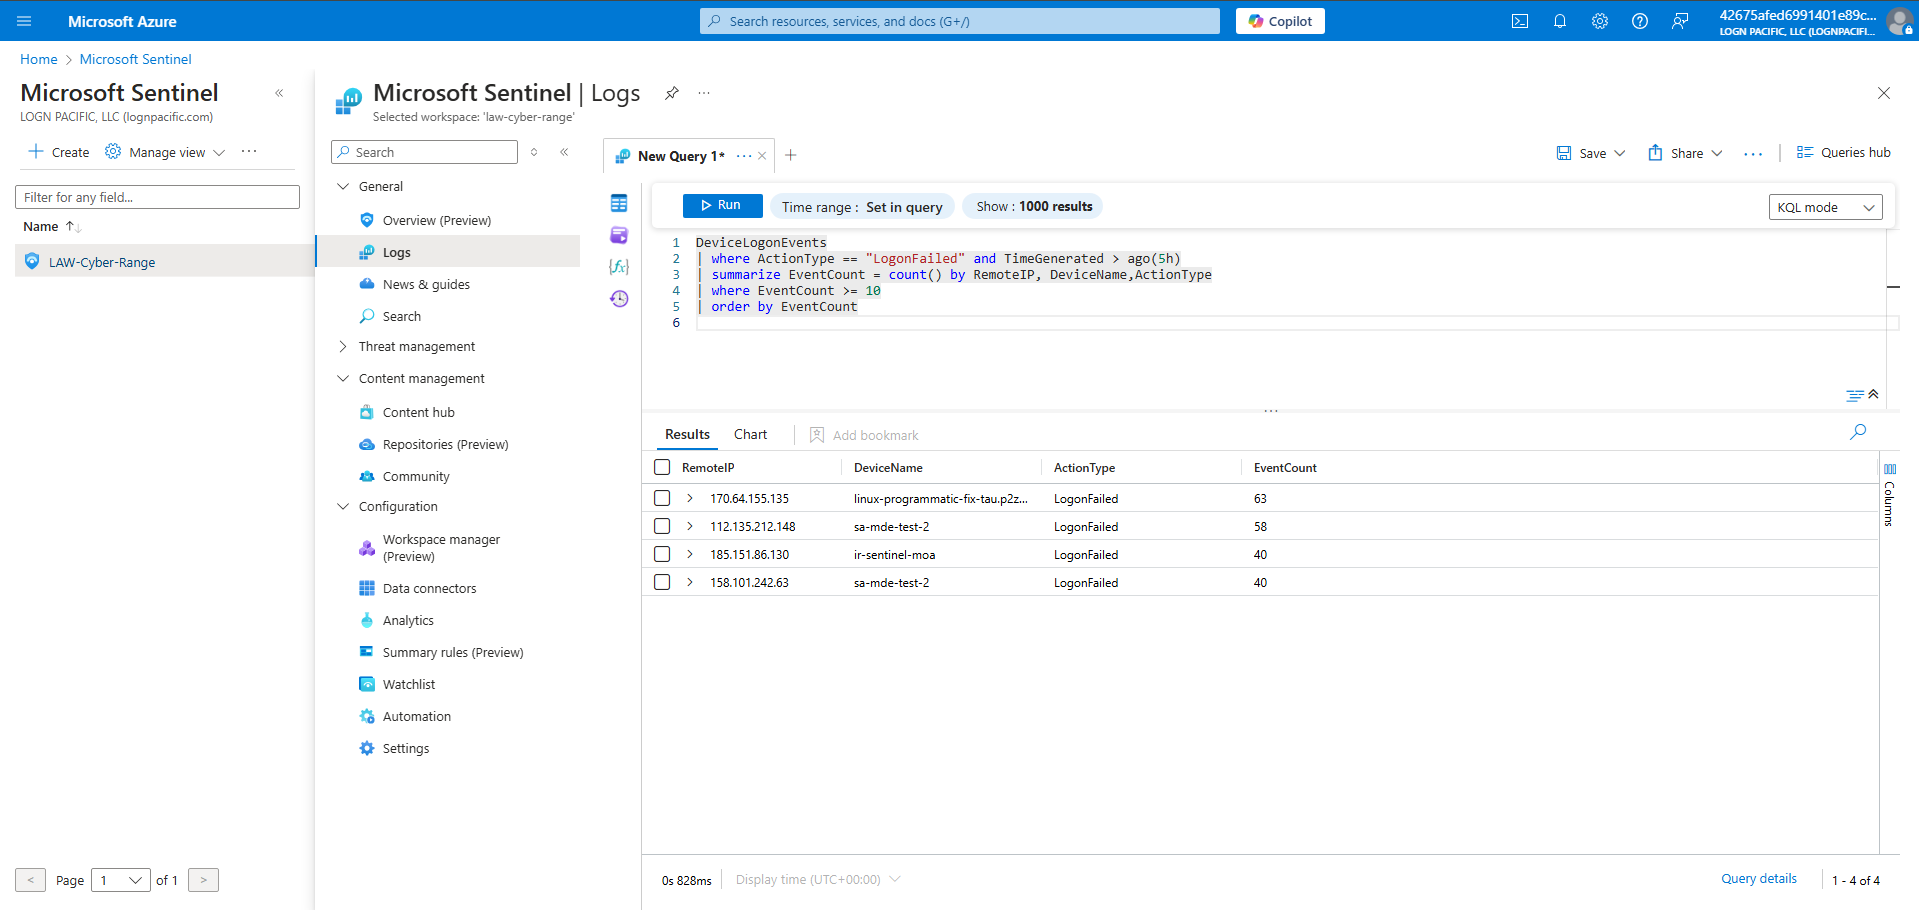 Microsoft Azure
Search resources, services, and docs (G+/)
Copilot
42675afed6991401e89c...
LOGN PACIFIC, LLC (LOGNPACIFI...
Home > Microsoft Sentinel
Microsoft Sentinel
LOGN PACIFIC, LLC (lognpacific.com)
Create
Manage view
Filter for any field...
Name
LAW-Cyber-Range
< Page 1 of 1 >
Microsoft Sentinel | Logs
Selected workspace: 'law-cyber-range'
Search
General
Overview (Preview)
Logs
News & guides
Search
Threat management
Content management
Content hub
Repositories (Preview)
Community
Configuration
Workspace manager
(Preview)
Data connectors
Analytics
Summary rules (Preview)
Watchlist
Automation
Settings
New Query 1*
Save
Share
Queries hub
Run
Time range : Set in query
Show : 1000 results
KQL mode
1 DeviceLogonEvents
2 | where ActionType == "LogonFailed" and TimeGenerated > ago(5h)
3 | summarize EventCount = count() by RemoteIP, DeviceName,ActionType
4 | where EventCount >= 10
5 | order by EventCount
6
Results
Chart
Add bookmark
RemoteIP DeviceName ActionType EventCount
170.64.155.135 linux-programmatic-fix-tau.p2z... LogonFailed 63
112.135.212.148 sa-mde-test-2 LogonFailed 58
185.151.86.130 ir-sentinel-moa LogonFailed 40
158.101.242.63 sa-mde-test-2 LogonFailed 40
Columns
0s 828ms
Display time (UTC+00:00)
Query details
1 - 4 of 4